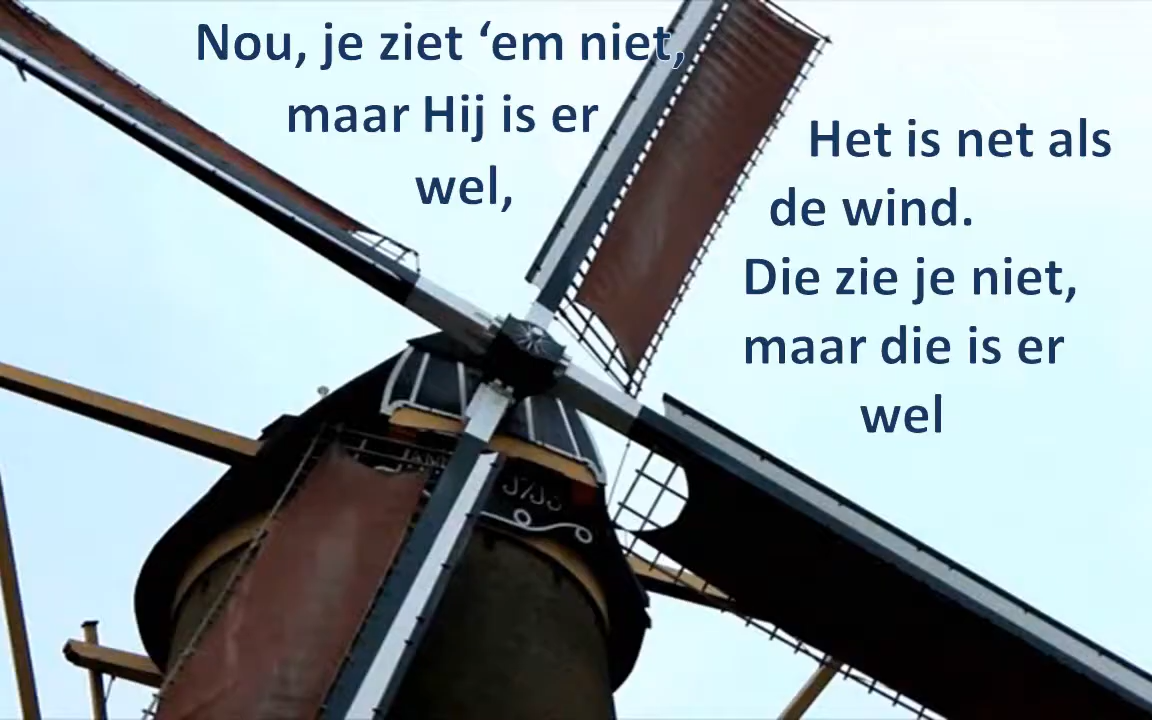 Nou, je ziet ‘em niet,
maar Hij is er
wel,
Het is net als
de wind.
Die zie je niet,
maar die is er
wel